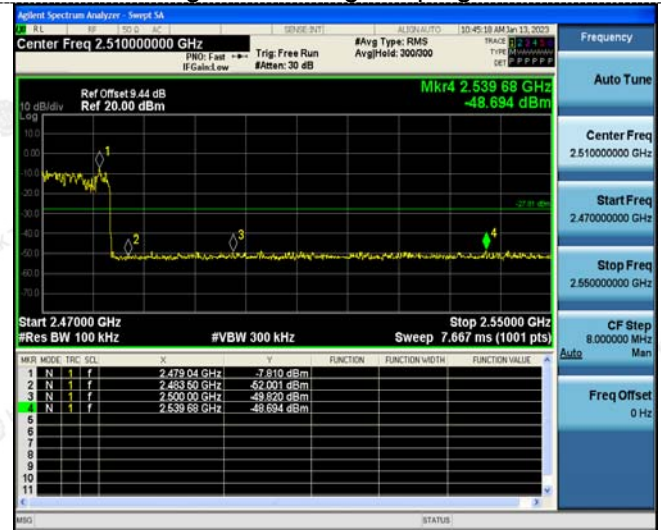 Agilent Spectrum Analyzer - Swept SA
RL RF 50 Ω AC SENSE:INT ALIGNAUTO 10:45:18 AM Jan 13, 2023
Center Freq 2.510000000 GHz
PNO: Fast
IFGain:Low
Trig: Free Run
#Atten: 30 dB
#Avg Type: RMS
Avg|Hold: 300/300
TRACE 1 2 3 4 5 6
TYPE
DET P P P P P P
Mkr4 2.539 68 GHz
-48.694 dBm
Ref Offset 9.44 dB
Ref 20.00 dBm
10 dB/div
Log
10.0
0.00
-10.0
-20.0
-30.0
-40.0
-50.0
-60.0
-70.0
1
2
3
4
-27.81 dBm
Start 2.47000 GHz
Stop 2.55000 GHz
#Res BW 100 kHz
#VBW 300 kHz
Sweep 7.667 ms (1001 pts)
MKR MODE TRC SCL X Y FUNCTION FUNCTION WIDTH FUNCTION VALUE
1 N 1 f 2.479 04 GHz -7.810 dBm
2 N 1 f 2.483 50 GHz -52.001 dBm
3 N 1 f 2.500 00 GHz -49.820 dBm
4 N 1 f 2.539 68 GHz -48.694 dBm
5
6
7
8
9
10
11
MSG
STATUS
Frequency
Auto Tune
Center Freq
2.510000000 GHz
Start Freq
2.470000000 GHz
Stop Freq
2.550000000 GHz
CF Step
8.000000 MHz
Auto Man
Freq Offset
0 Hz